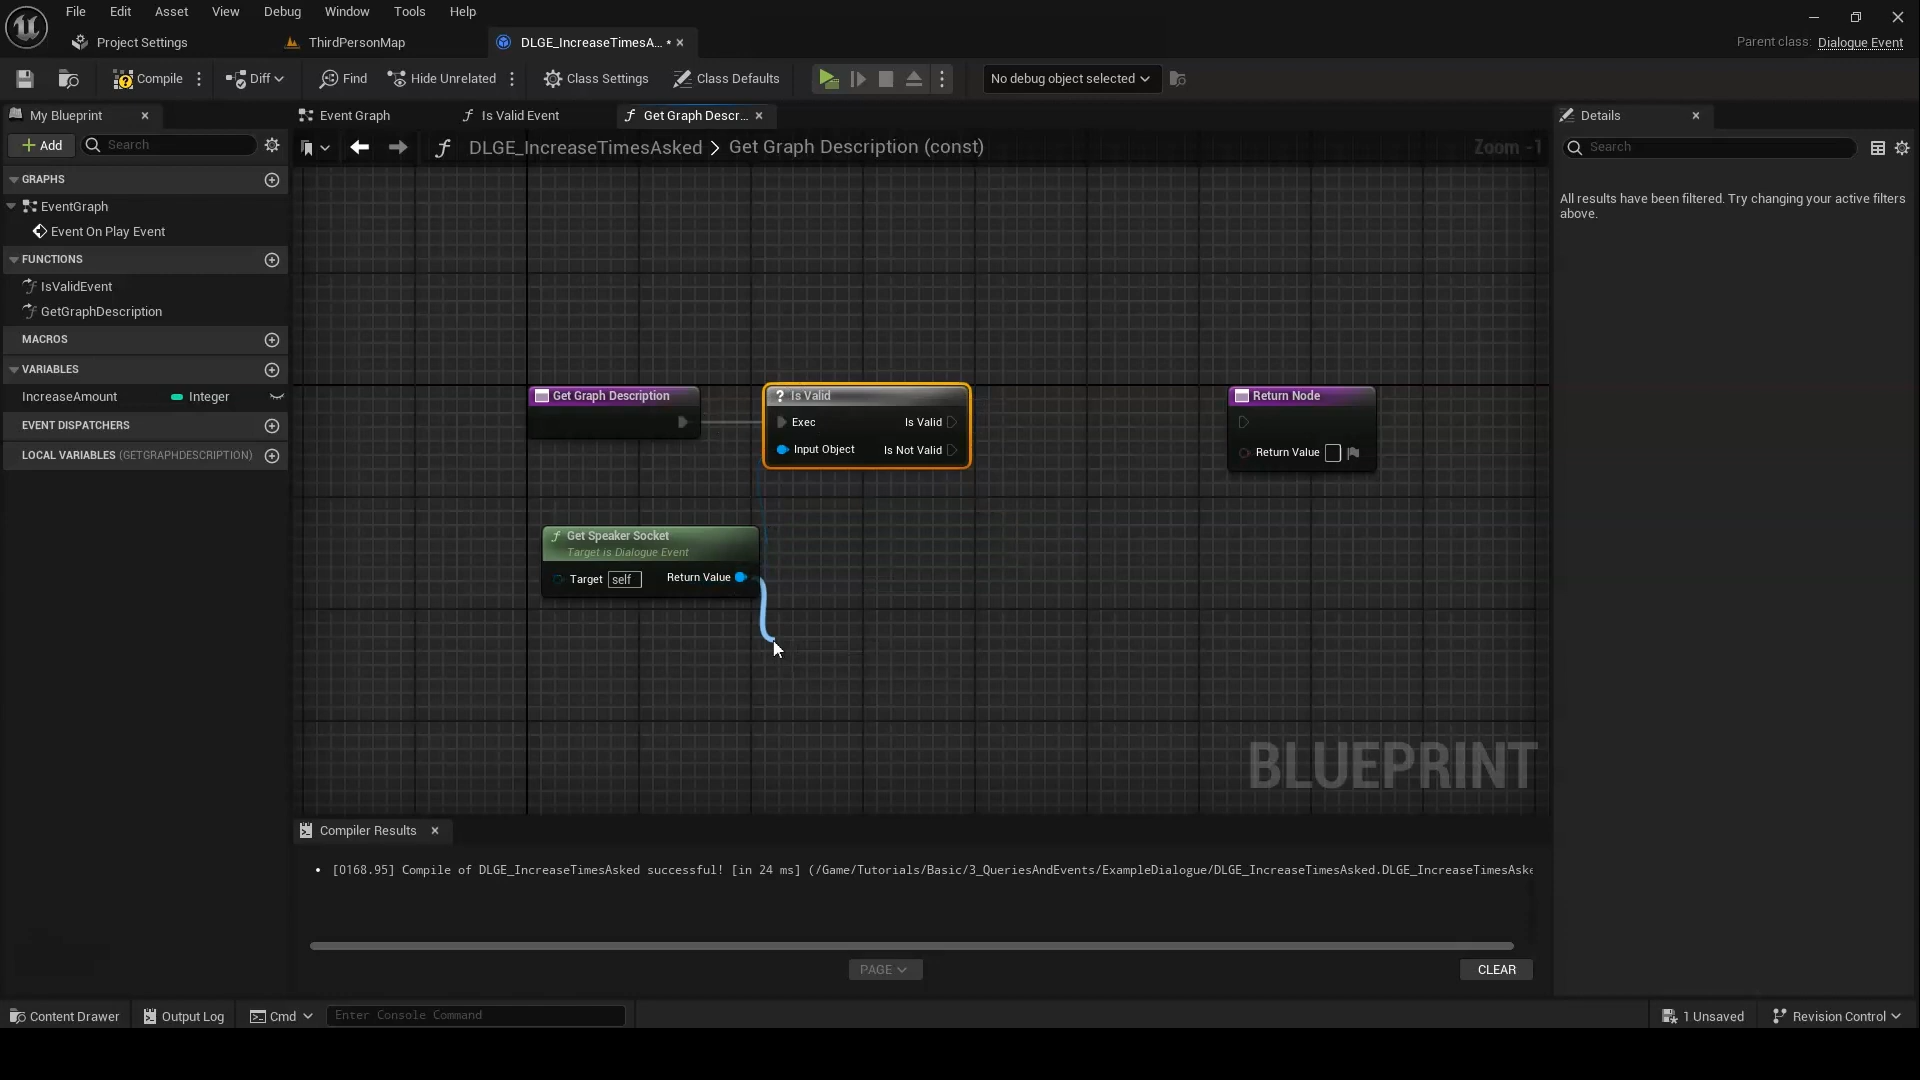 File Edit Asset View Debug Window Tools Help
Project Settings ThirdPersonMap DLGE_IncreaseTimesA... • Parent class: Dialogue Event
Compile Diff Find Hide Unrelated Class Settings Class Defaults No debug object selected
My Blueprint Event Graph Is Valid Event Get Graph Descr... Details
Add Search DLGE_IncreaseTimesAsked > Get Graph Description (const) Zoom -1 Search
GRAPHS
EventGraph
Event On Play Event
FUNCTIONS
IsValidEvent
GetGraphDescription
MACROS
VARIABLES
IncreaseAmount Integer
EVENT DISPATCHERS
LOCAL VARIABLES (GETGRAPHDESCRIPTION)
All results have been filtered. Try changing your active filters
above.
Get Graph Description
? Is Valid
Exec Is Valid
Input Object Is Not Valid
Return Node
Return Value
f Get Speaker Socket
Target is Dialogue Event
Target self Return Value
BLUEPRINT
Compiler Results
• [0168.95] Compile of DLGE_IncreaseTimesAsked successful! [in 24 ms] (/Game/Tutorials/Basic/3_QueriesAndEvents/ExampleDialogue/DLGE_IncreaseTimesAsked.DLGE_IncreaseTimesAske
PAGE CLEAR
Content Drawer Output Log Cmd Enter Console Command 1 Unsaved Revision Control